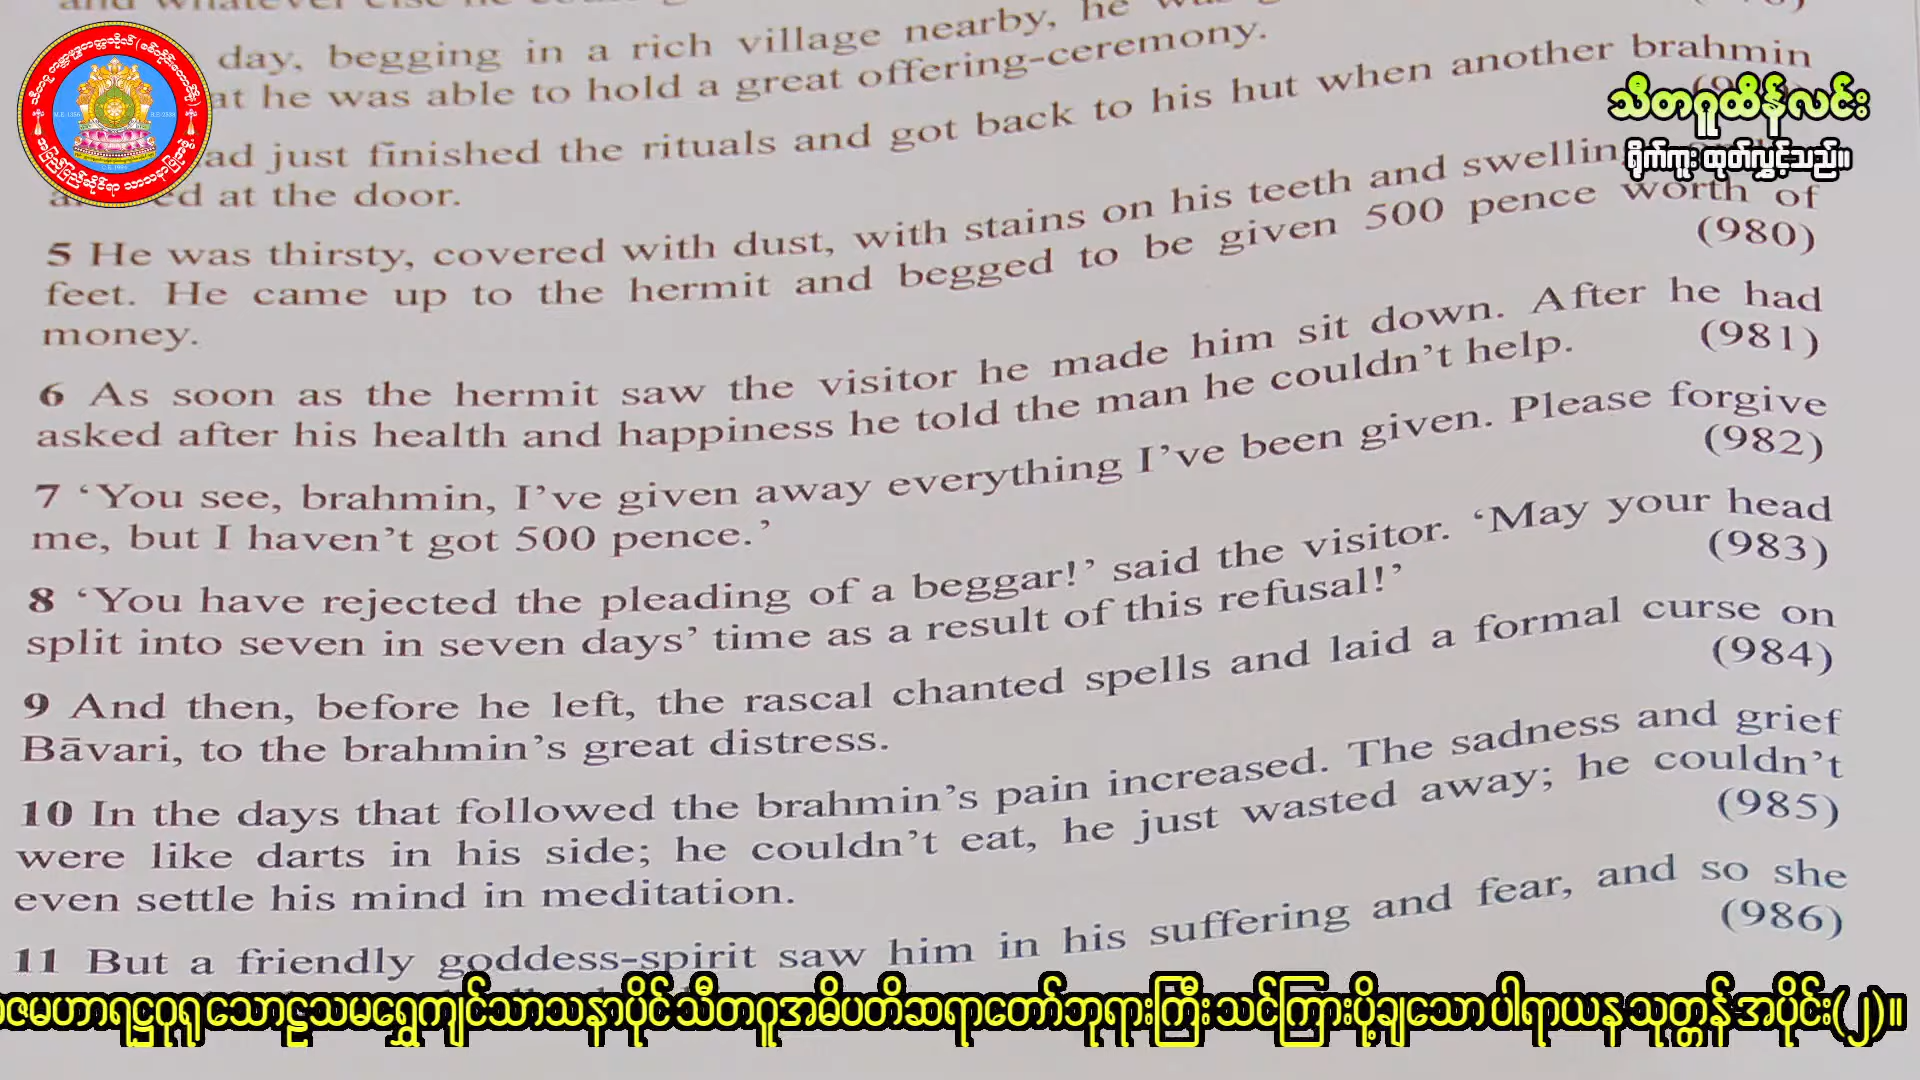 day, begging in a rich village nearby, he
at he was able to hold a great offering-ceremony.
ad just finished the rituals and got back to his hut when another brahmin
ed at the door.
5 He was thirsty, covered with dust, with stains on his teeth and swelling
feet. He came up to the hermit and begged to be given 500 pence worth of
money. (980)
6 As soon as the hermit saw the visitor he made him sit down. After he had
asked after his health and happiness he told the man he couldn’t help. (981)
7 ‘You see, brahmin, I’ve given away everything I’ve been given. Please forgive
me, but I haven’t got 500 pence.’ (982)
8 ‘You have rejected the pleading of a beggar!’ said the visitor. ‘May your head
split into seven in seven days’ time as a result of this refusal!’ (983)
9 And then, before he left, the rascal chanted spells and laid a formal curse on
Bāvari, to the brahmin’s great distress. (984)
10 In the days that followed the brahmin’s pain increased. The sadness and grief
were like darts in his side; he couldn’t eat, he just wasted away; he couldn’t
even settle his mind in meditation. (985)
11 But a friendly goddess-spirit saw him in his suffering and fear, and so she
(986)
သီတဂူထိန်လင်း
ရိုက်ကူး ထုတ်လွှင့်သည်။
ဇမဟာရဋ္ဌဂုရု သောဠသမရွှေကျင်သာသနာပိုင် သီတဂူအဓိပတိဆရာတော်ဘုရားကြီး သင်ကြားပို့ချသော ပါရာယန သုတ္တန် အပိုင်း(၂)။